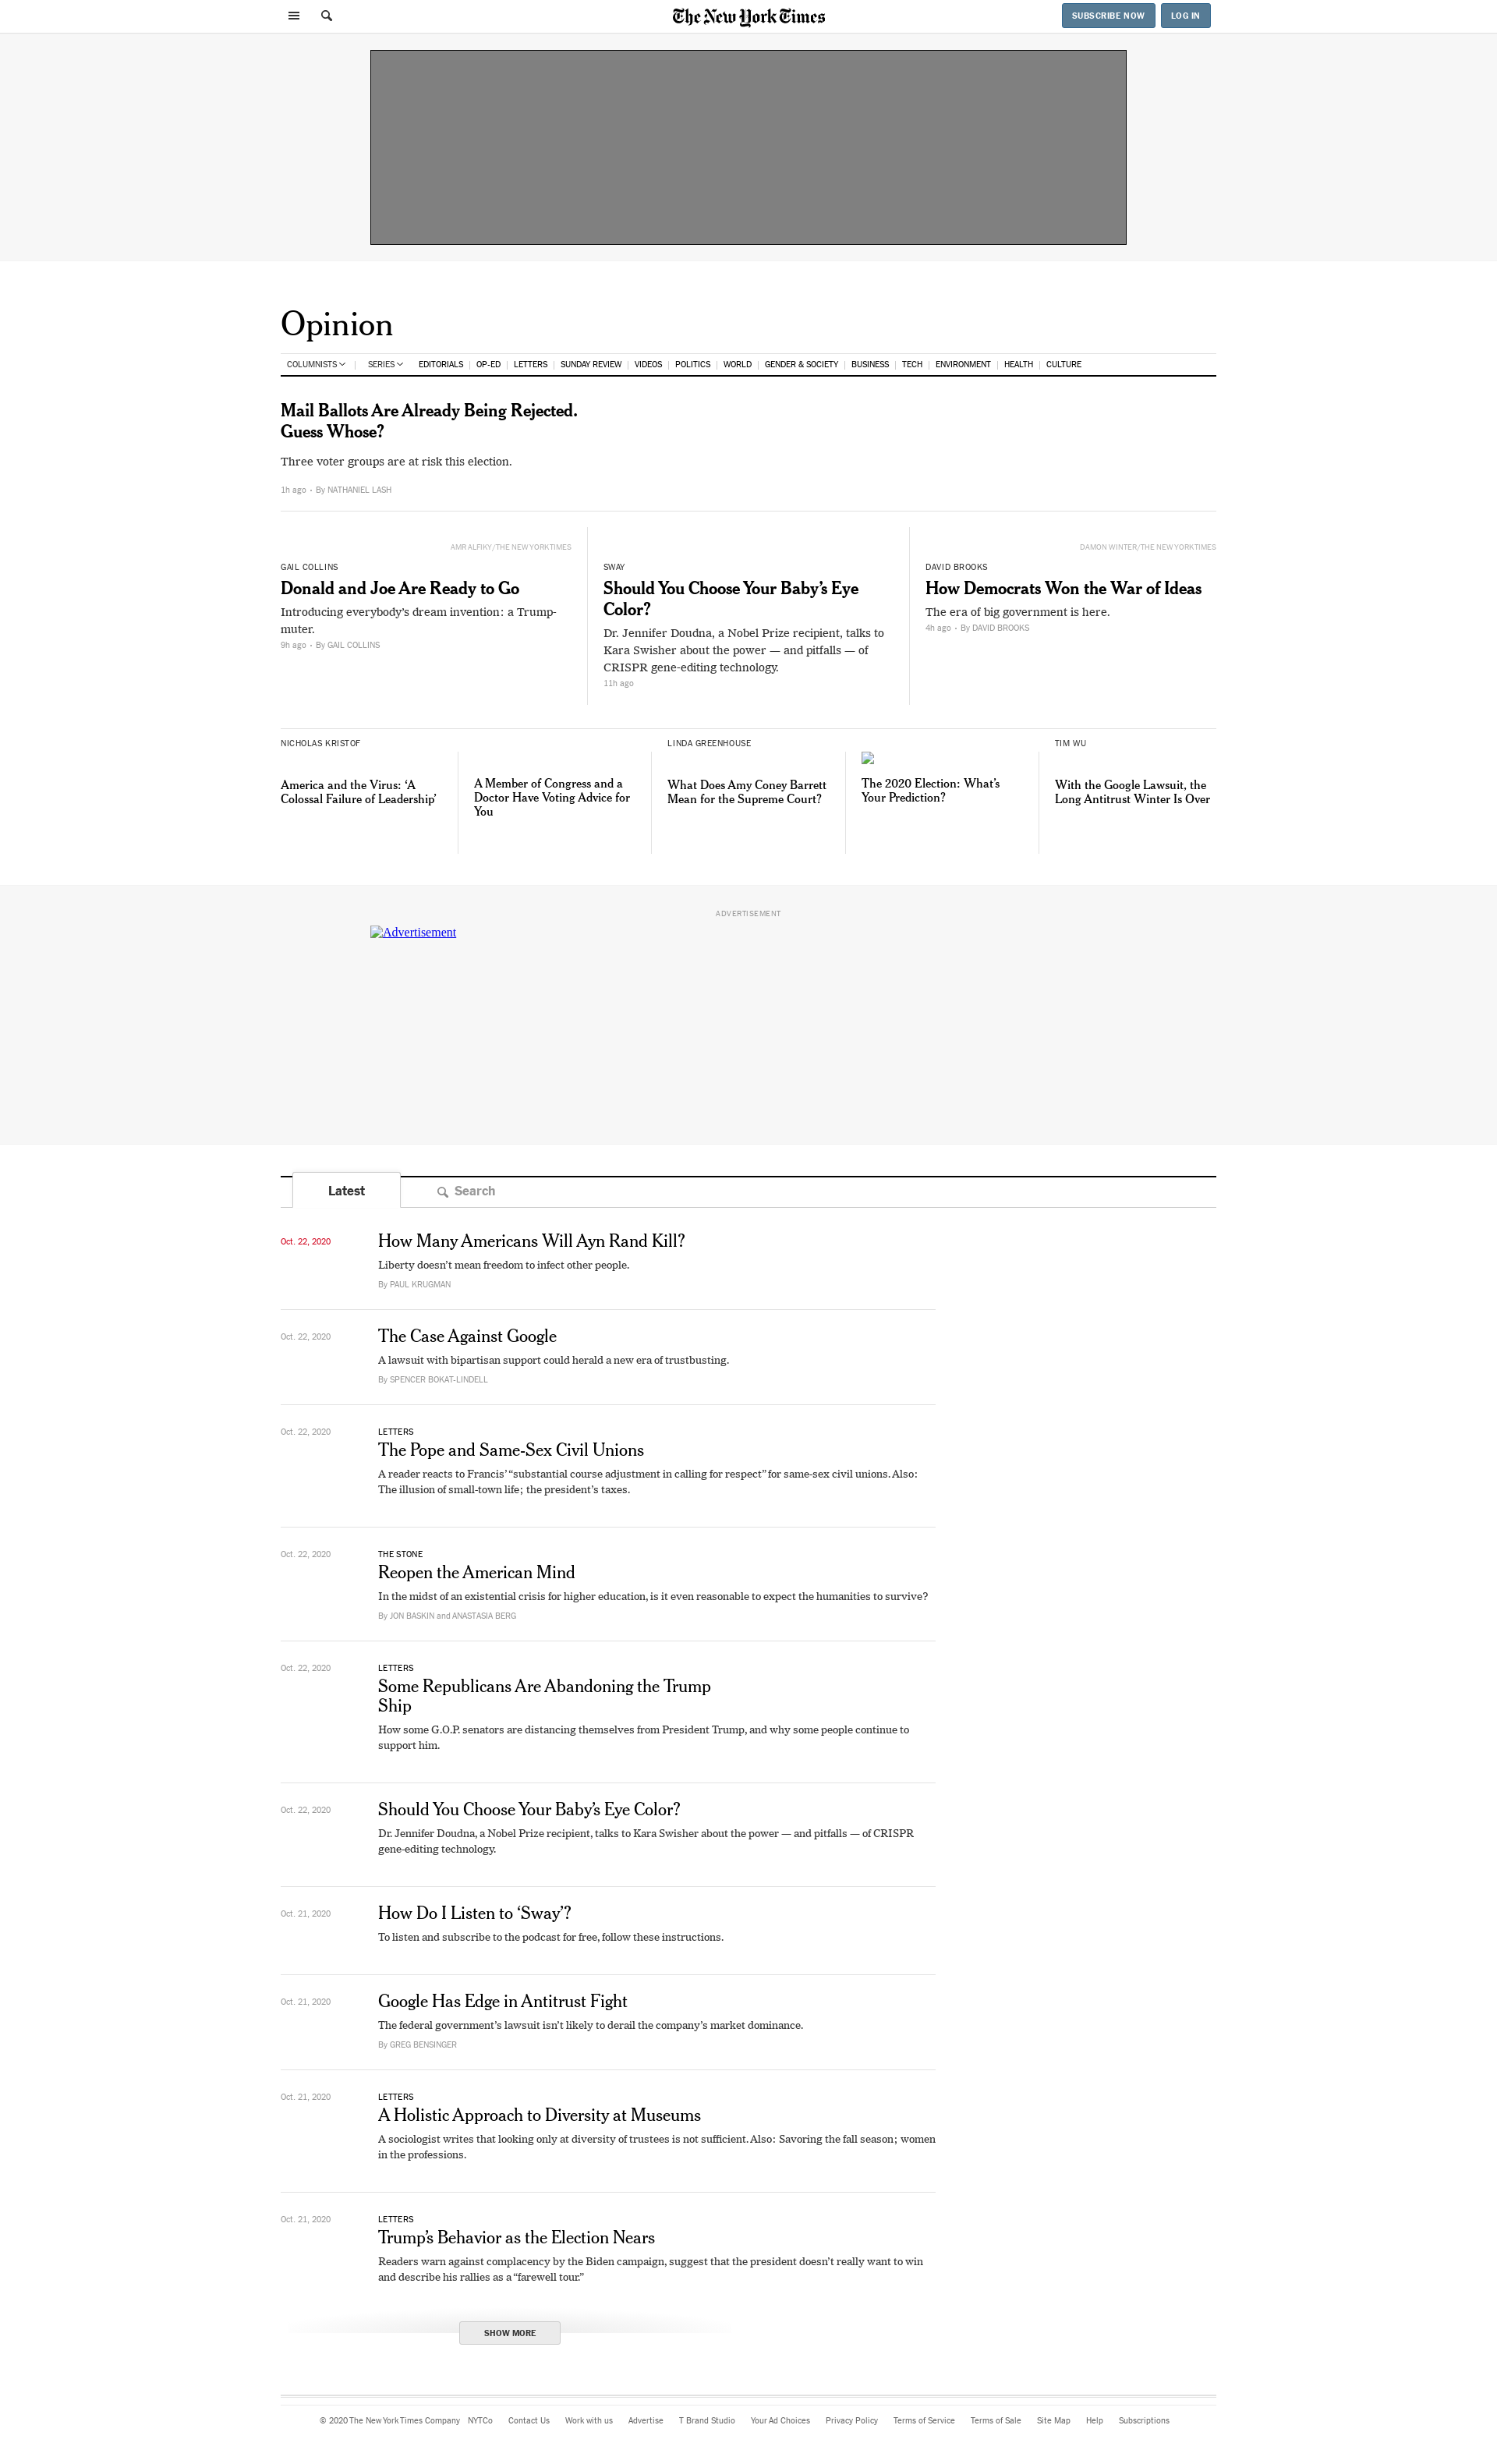 The New York Times
SUBSCRIBE NOW
LOG IN
Opinion
COLUMNISTS | SERIES EDITORIALS | OP-ED | LETTERS | SUNDAY REVIEW | VIDEOS | POLITICS | WORLD | GENDER & SOCIETY | BUSINESS | TECH | ENVIRONMENT | HEALTH | CULTURE
Mail Ballots Are Already Being Rejected.
Guess Whose?
Three voter groups are at risk this election.
1h ago • By NATHANIEL LASH
AMR ALFIKY/THE NEW YORK TIMES
GAIL COLLINS
Donald and Joe Are Ready to Go
Introducing everybody’s dream invention: a Trump-
muter.
9h ago • By GAIL COLLINS
SWAY
Should You Choose Your Baby’s Eye
Color?
Dr. Jennifer Doudna, a Nobel Prize recipient, talks to
Kara Swisher about the power — and pitfalls — of
CRISPR gene-editing technology.
11h ago
DAMON WINTER/THE NEW YORK TIMES
DAVID BROOKS
How Democrats Won the War of Ideas
The era of big government is here.
4h ago • By DAVID BROOKS
NICHOLAS KRISTOF
America and the Virus: ‘A
Colossal Failure of Leadership’
A Member of Congress and a
Doctor Have Voting Advice for
You
LINDA GREENHOUSE
What Does Amy Coney Barrett
Mean for the Supreme Court?
The 2020 Election: What’s
Your Prediction?
TIM WU
With the Google Lawsuit, the
Long Antitrust Winter Is Over
ADVERTISEMENT
Advertisement
Latest
Search
Oct. 22, 2020
How Many Americans Will Ayn Rand Kill?
Liberty doesn’t mean freedom to infect other people.
By PAUL KRUGMAN
Oct. 22, 2020
The Case Against Google
A lawsuit with bipartisan support could herald a new era of trustbusting.
By SPENCER BOKAT-LINDELL
Oct. 22, 2020
LETTERS
The Pope and Same-Sex Civil Unions
A reader reacts to Francis’ “substantial course adjustment in calling for respect” for same-sex civil unions. Also:
The illusion of small-town life; the president’s taxes.
Oct. 22, 2020
THE STONE
Reopen the American Mind
In the midst of an existential crisis for higher education, is it even reasonable to expect the humanities to survive?
By JON BASKIN and ANASTASIA BERG
Oct. 22, 2020
LETTERS
Some Republicans Are Abandoning the Trump
Ship
How some G.O.P. senators are distancing themselves from President Trump, and why some people continue to
support him.
Oct. 22, 2020
Should You Choose Your Baby’s Eye Color?
Dr. Jennifer Doudna, a Nobel Prize recipient, talks to Kara Swisher about the power — and pitfalls — of CRISPR
gene-editing technology.
Oct. 21, 2020
How Do I Listen to ‘Sway’?
To listen and subscribe to the podcast for free, follow these instructions.
Oct. 21, 2020
Google Has Edge in Antitrust Fight
The federal government’s lawsuit isn’t likely to derail the company’s market dominance.
By GREG BENSINGER
Oct. 21, 2020
LETTERS
A Holistic Approach to Diversity at Museums
A sociologist writes that looking only at diversity of trustees is not sufficient. Also: Savoring the fall season; women
in the professions.
Oct. 21, 2020
LETTERS
Trump’s Behavior as the Election Nears
Readers warn against complacency by the Biden campaign, suggest that the president doesn’t really want to win
and describe his rallies as a “farewell tour.”
SHOW MORE
© 2020 The New York Times Company NYTCo Contact Us Work with us Advertise T Brand Studio Your Ad Choices Privacy Policy Terms of Service Terms of Sale Site Map Help Subscriptions